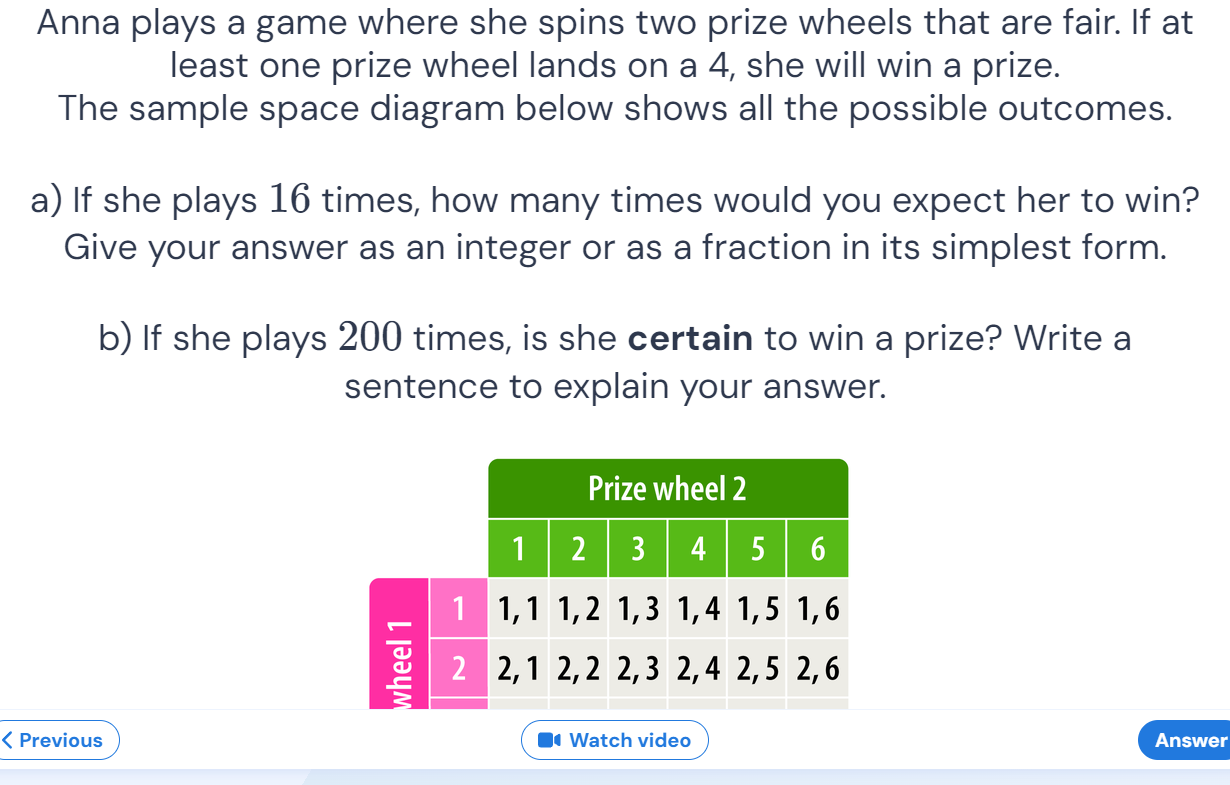 Anna plays a game where she spins two prize wheels that are fair. If at
least one prize wheel lands on a 4, she will win a prize.
The sample space diagram below shows all the possible outcomes.
a) If she plays 16 times, how many times would you expect her to win?
Give your answer as an integer or as a fraction in its simplest form.
b) If she plays 200 times, is she certain to win a prize? Write a
sentence to explain your answer.
Prize wheel 2
1 2 3 4 5 6
wheel 1
1 1, 1 1, 2 1, 3 1, 4 1, 5 1, 6
2 2, 1 2, 2 2, 3 2, 4 2, 5 2, 6
Previous Watch video Answer